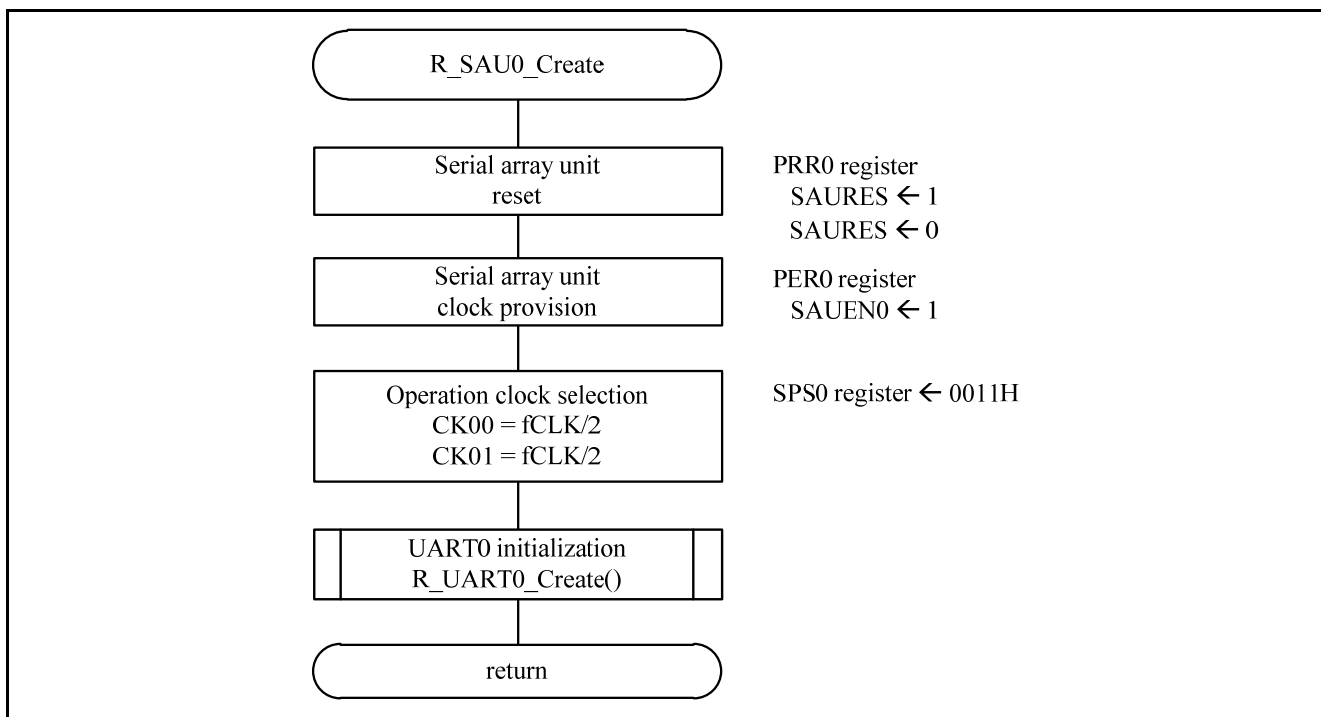 R_SAU0_Create
Serial array unit
reset
PRR0 register
SAURES ← 1
SAURES ← 0
Serial array unit
clock provision
PER0 register
SAUEN0 ← 1
Operation clock selection
CK00 = fCLK/2
CK01 = fCLK/2
SPS0 register ← 0011H
UART0 initialization
R_UART0_Create()
return